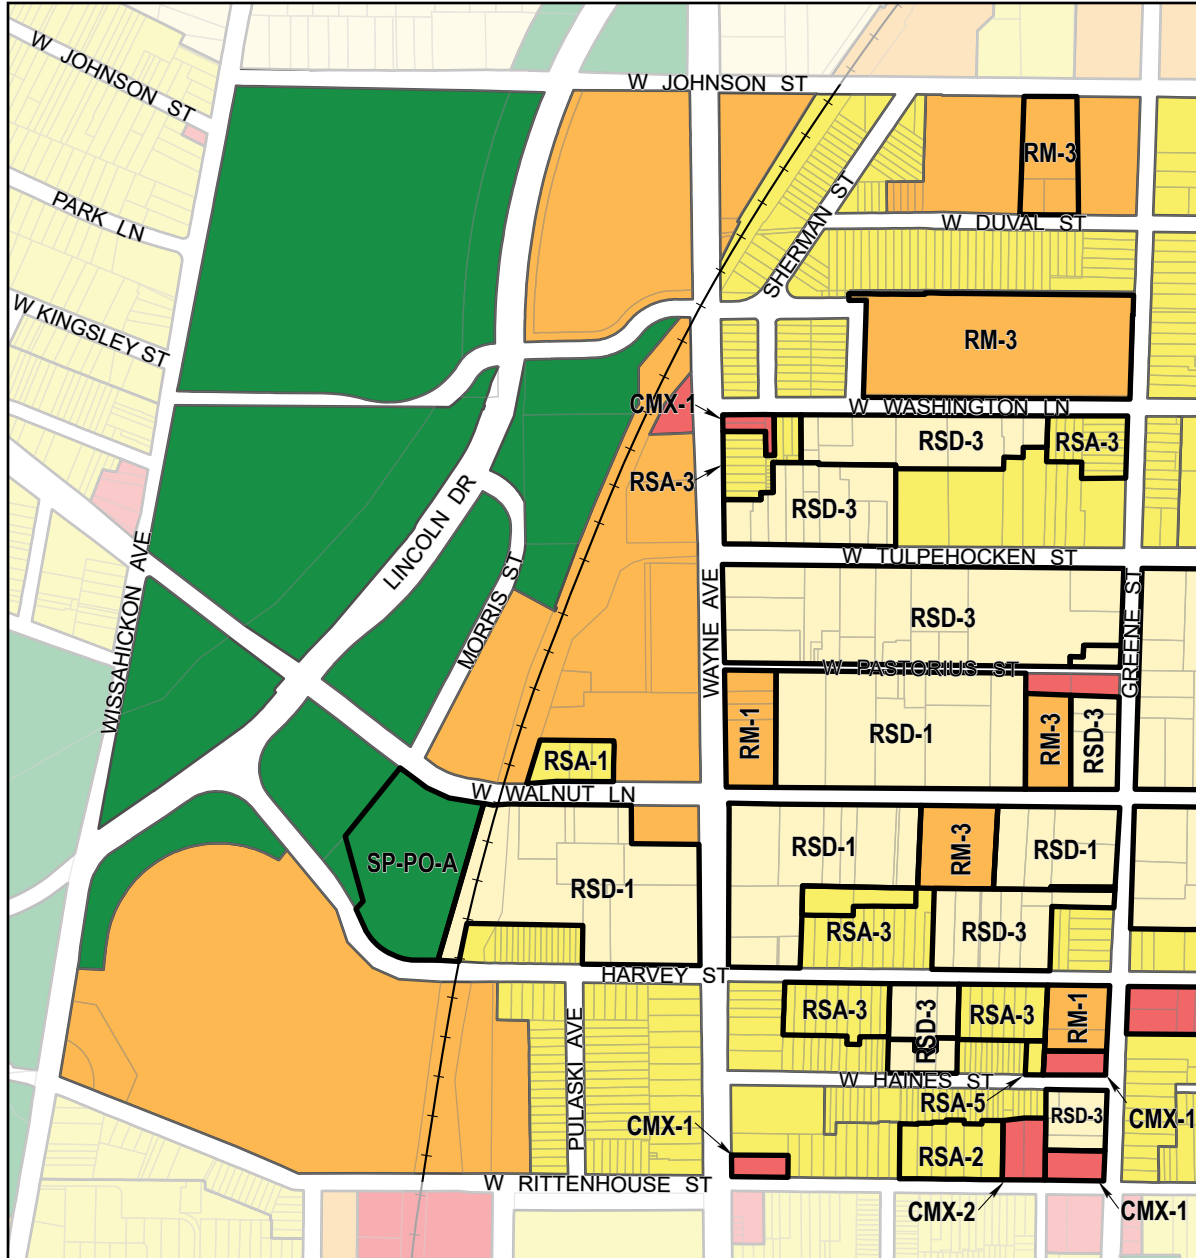 W JOHNSON ST
W JOHNSON ST
RM-3
PARK LN
SHERMAN ST
W DUVAL ST
W KINGSLEY ST
RM-3
CMX-1
W WASHINGTON LN
RSD-3
RSA-3
RSA-3
RSD-3
LINCOLN DR
W TULPEHOCKEN ST
WISSAHICKON AVE
MORRIS ST
WAYNE AVE
RSD-3
GREENE ST
W PASTORIUS ST
RM-1
RSD-1
RM-3
RSD-3
RSA-1
W WALNUT LN
SP-PO-A
RSD-1
RSD-1
RM-3
RSD-1
RSA-3
RSD-3
HARVEY ST
RSA-3
RSD-3
RSA-3
RM-1
PULASKI AVE
W HAINES ST
RSA-5
CMX-1
CMX-1
RSD-3
RSA-2
W RITTENHOUSE ST
CMX-2
CMX-1